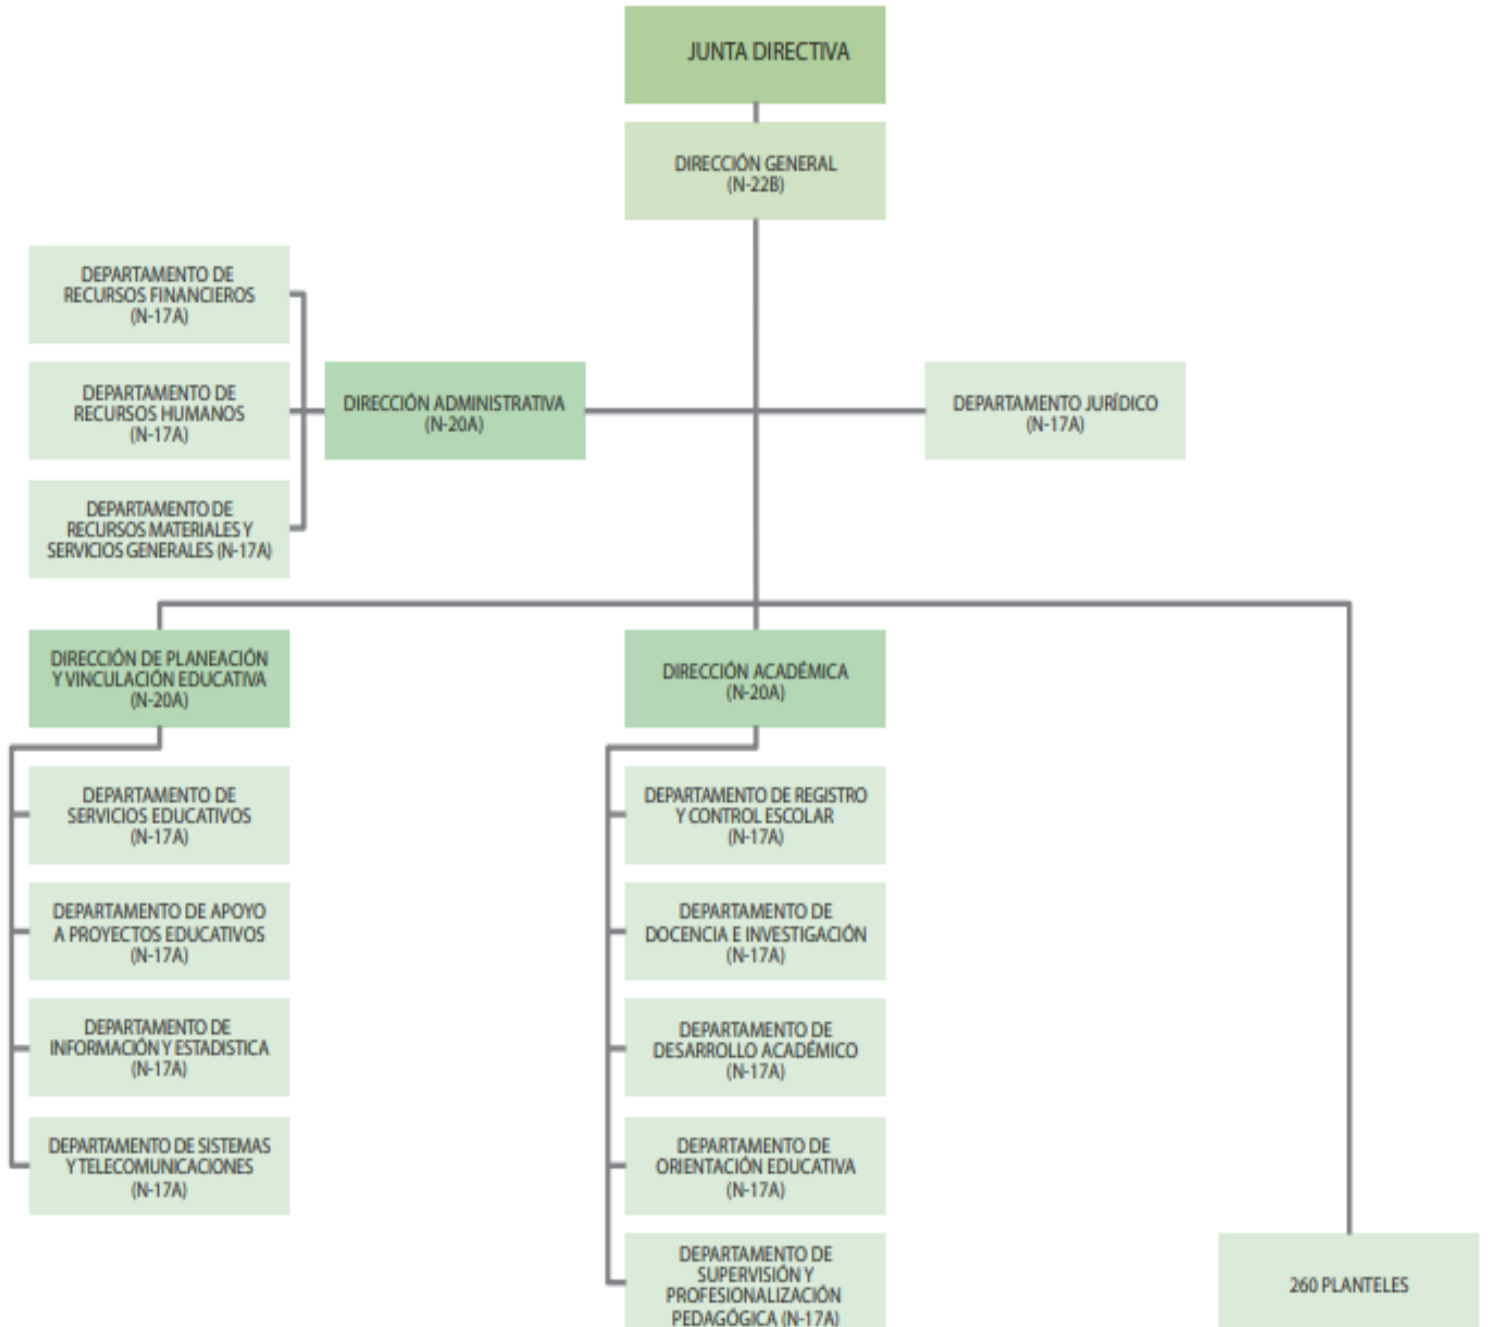 JUNTA DIRECTIVA
DIRECCIÓN GENERAL
(N-22B)
DEPARTAMENTO DE
RECURSOS FINANCIEROS
(N-17A)
DEPARTAMENTO DE
RECURSOS HUMANOS
(N-17A)
DEPARTAMENTO DE
RECURSOS MATERIALES Y
SERVICIOS GENERALES (N-17A)
DIRECCIÓN ADMINISTRATIVA
(N-20A)
DEPARTAMENTO JURÍDICO
(N-17A)
DIRECCIÓN DE PLANEACIÓN
Y VINCULACIÓN EDUCATIVA
(N-20A)
DEPARTAMENTO DE
SERVICIOS EDUCATIVOS
(N-17A)
DEPARTAMENTO DE APOYO
A PROYECTOS EDUCATIVOS
(N-17A)
DEPARTAMENTO DE
INFORMACIÓN Y ESTADISTICA
(N-17A)
DEPARTAMENTO DE SISTEMAS
Y TELECOMUNICACIONES
(N-17A)
DIRECCIÓN ACADÉMICA
(N-20A)
DEPARTAMENTO DE REGISTRO
Y CONTROL ESCOLAR
(N-17A)
DEPARTAMENTO DE
DOCENCIA E INVESTIGACIÓN
(N-17A)
DEPARTAMENTO DE
DESARROLLO ACADÉMICO
(N-17A)
DEPARTAMENTO DE
ORIENTACIÓN EDUCATIVA
(N-17A)
DEPARTAMENTO DE
SUPERVISIÓN Y
PROFESIONALIZACIÓN
PEDAGÓGICA (N-17A)
260 PLANTELES